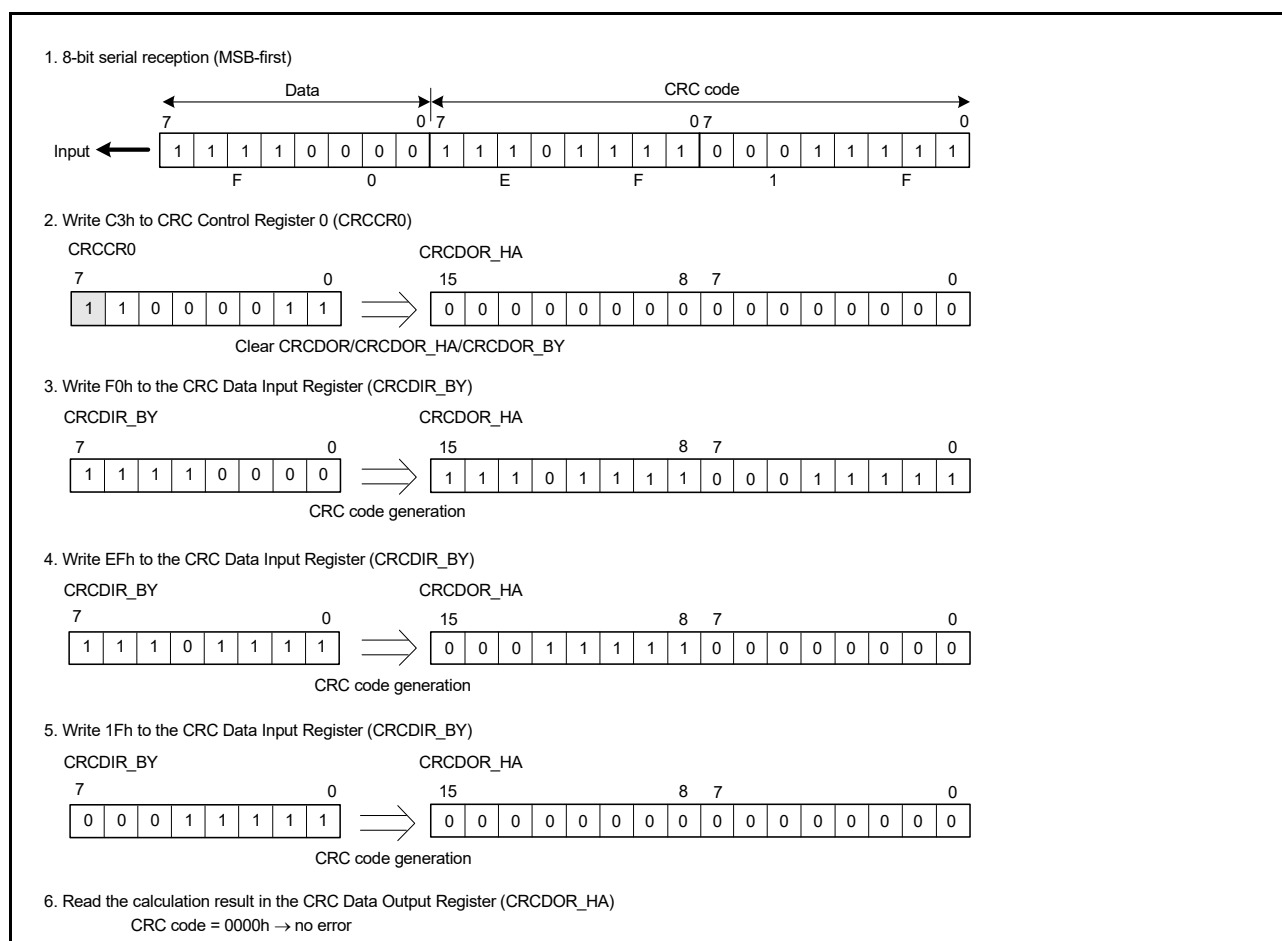 1. 8-bit serial reception (MSB-first)
Data CRC code
7 0 7 0 7 0
Input 1 1 1 1 0 0 0 0 1 1 1 0 1 1 1 1 0 0 0 1 1 1 1 1
F 0 E F 1 F
2. Write C3h to CRC Control Register 0 (CRCCR0)
CRCCR0 CRCDOR_HA
7 0 15 8 7 0
1 1 0 0 0 0 1 1 0 0 0 0 0 0 0 0 0 0 0 0 0 0 0 0
Clear CRCDOR/CRCDOR_HA/CRCDOR_BY
3. Write F0h to the CRC Data Input Register (CRCDIR_BY)
CRCDIR_BY CRCDOR_HA
7 0 15 8 7 0
1 1 1 1 0 0 0 0 1 1 1 0 1 1 1 1 0 0 0 1 1 1 1 1
CRC code generation
4. Write EFh to the CRC Data Input Register (CRCDIR_BY)
CRCDIR_BY CRCDOR_HA
7 0 15 8 7 0
1 1 1 0 1 1 1 1 0 0 0 1 1 1 1 1 0 0 0 0 0 0 0 0
CRC code generation
5. Write 1Fh to the CRC Data Input Register (CRCDIR_BY)
CRCDIR_BY CRCDOR_HA
7 0 15 8 7 0
0 0 0 1 1 1 1 1 0 0 0 0 0 0 0 0 0 0 0 0 0 0 0 0
CRC code generation
6. Read the calculation result in the CRC Data Output Register (CRCDOR_HA)
CRC code = 0000h → no error